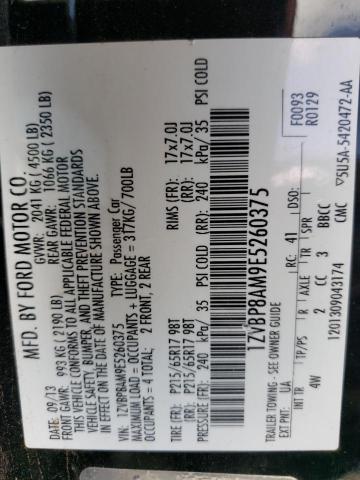 MFD. BY FORD MOTOR CO.
DATE: 09/13 GVWR: 2041 KG ( 4500 LB)
FRONT GAWR: 993 KG ( 2190 LB) REAR GAWR: 1066 KG ( 2350 LB)
THIS VEHICLE CONFORMS TO ALL APPLICABLE FEDERAL MOTOR
VEHICLE SAFETY, BUMPER, AND THEFT PREVENTION STANDARDS
IN EFFECT ON THE DATE OF MANUFACTURE SHOWN ABOVE.
VIN: 1ZVBP8AM9E5260375 TYPE: Passenger Car
MAX LOAD = OCCUPANTS + LUGGAGE = 317KG/ 700LB
OCCUPANTS = 4 TOTAL: 2 FRONT, 2 REAR
TIRE (FR): P215/65R17 98T RIMS (FR): 17x7.0J
TIRE (RR): P215/65R17 98T RIMS (RR): 17x7.0J
COLD PSI (FR): 240 kPa/ 35 PSI COLD (RR): 240 kPa/ 35 PSI COLD
1ZVBP8AM9E5260375
F0093
R0129
TRAILER TOWING - SEE OWNER GUIDE
EXT PNT: UA RC: 41 DSO:
INT TR TP/PS R AXLE TR SPR
4W 2 CC 3 BBCC
1201309043174 CMC ▽5U5A-5420472-AA